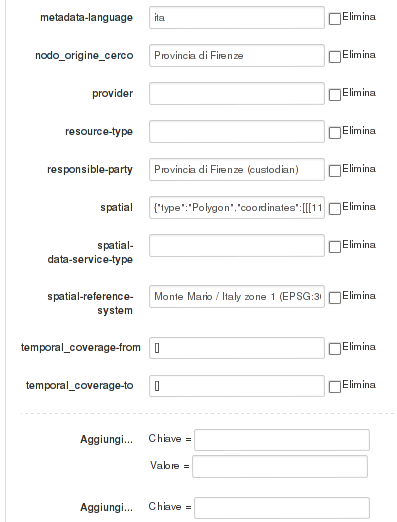 metadata-language ita Elimina
nodo_origine_cerco Provincia di Firenze Elimina
provider Elimina
resource-type Elimina
responsible-party Provincia di Firenze (custodian) Elimina
spatial {"type":"Polygon","coordinates":[[[11 Elimina
spatial-
data-service-type Elimina
spatial-reference-
system Monte Mario / Italy zone 1 (EPSG:30 Elimina
temporal_coverage-from [] Elimina
temporal_coverage-to [] Elimina
Aggiungi... Chiave =
Valore =
Aggiungi... Chiave =